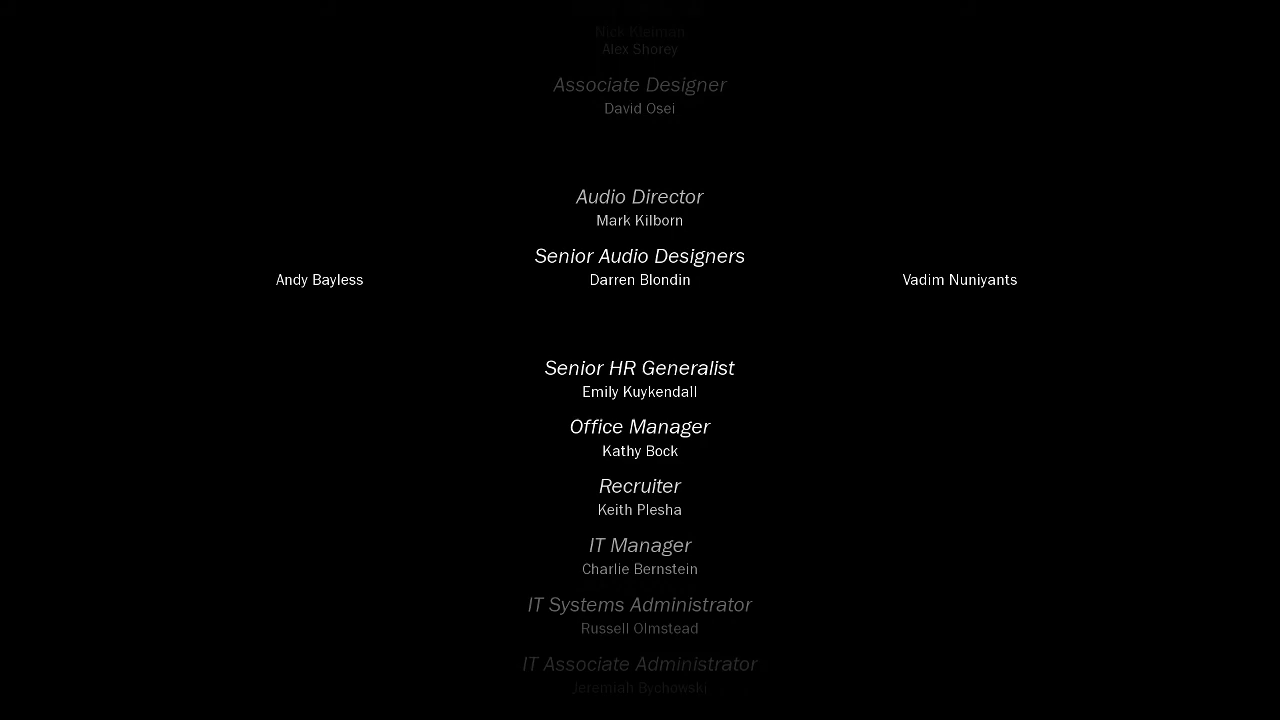 Nick Kleiman
Alex Shorey
Associate Designer
David Osei
Audio Director
Mark Kilborn
Senior Audio Designers
Andy Bayless Darren Blondin Vadim Nuniyants
Senior HR Generalist
Emily Kuykendall
Office Manager
Kathy Bock
Recruiter
Keith Plesha
IT Manager
Charlie Bernstein
IT Systems Administrator
Russell Olmstead
IT Associate Administrator
Jeremiah Bychowski